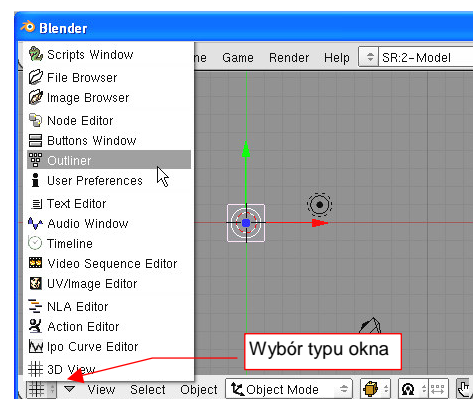 Blender
Scripts Window
ne Game Render Help SR:2-Model
File Browser
Image Browser
Node Editor
Buttons Window
Outliner
User Preferences
Text Editor
Audio Window
Timeline
Video Sequence Editor
UV/Image Editor
NLA Editor
Action Editor
Ipo Curve Editor
Wybór typu okna
3D View
View Select Object Object Mode